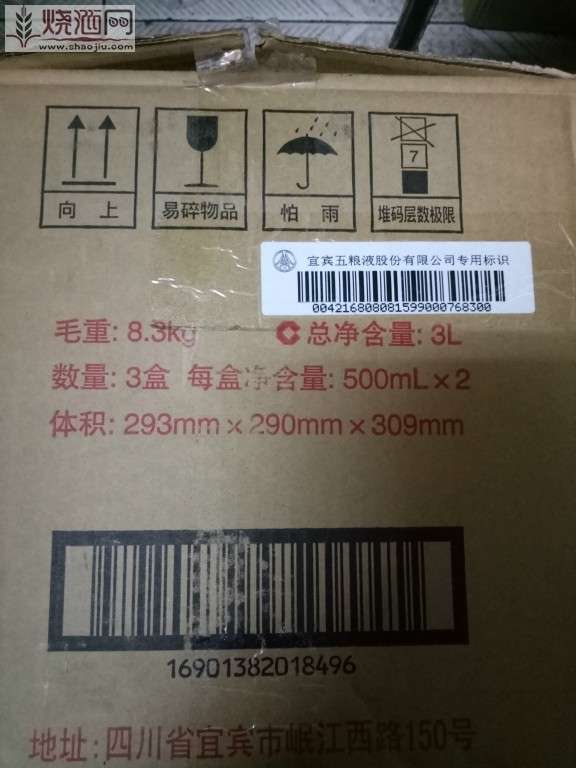 烧酒网
www.shaojiu.com
7
向 上
易碎物品
怕 雨
堆码层数极限
宜宾五粮液股份有限公司专用标识
0042168080815990007​68300
毛重: 8.3kg
总净含量: 3L
数量: 3盒 每盒净含量: 500mL×2
体积: 293mm×290mm×309mm
16901382018496
地址: 四川省宜宾市岷江西路150号